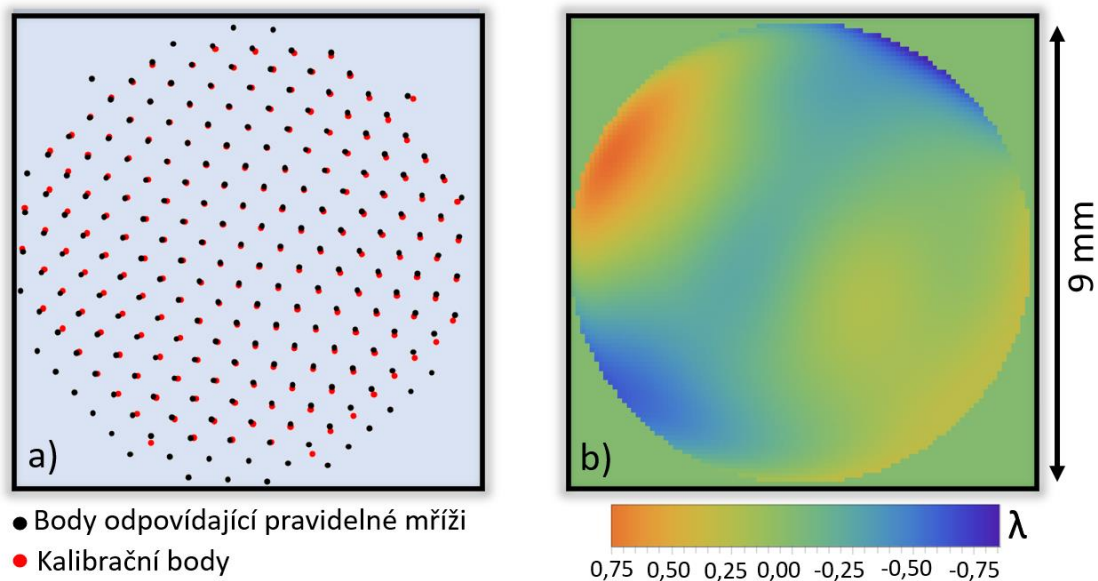 a)
b)
9 mm
Body odpovídající pravidelné mříži
Kalibrační body
λ
0,75 0,50 0,25 0,00 -0,25 -0,50 -0,75